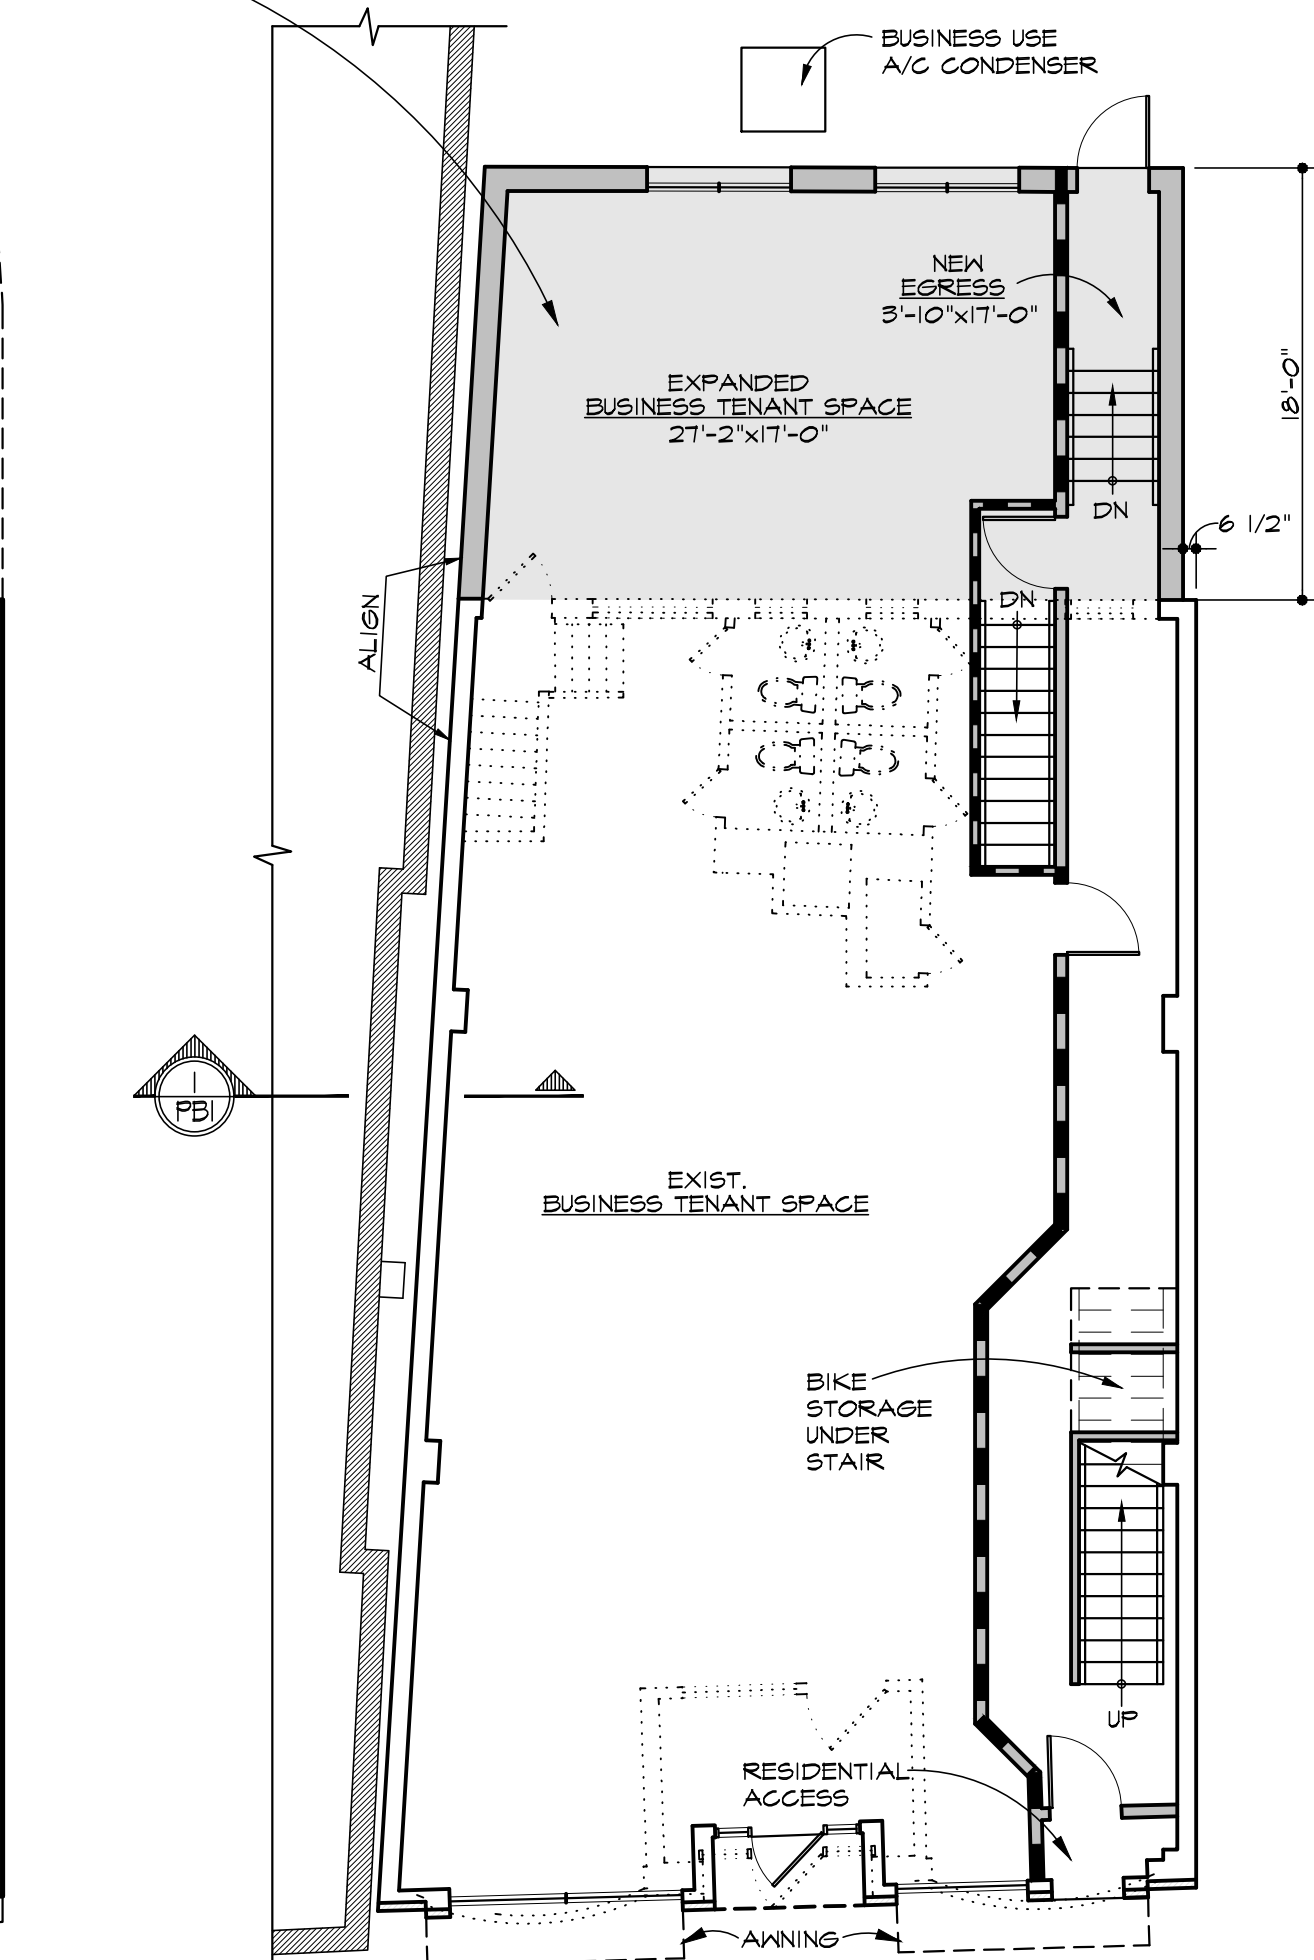 BUSINESS USE
A/C CONDENSER
NEW
EGRESS
3'-10"x17'-0"
EXPANDED
BUSINESS TENANT SPACE
27'-2"x17'-0"
18'-0"
DN
6 1/2"
DN
ALIGN
1
PB1
EXIST.
BUSINESS TENANT SPACE
BIKE
STORAGE
UNDER
STAIR
UP
RESIDENTIAL
ACCESS
AWNING